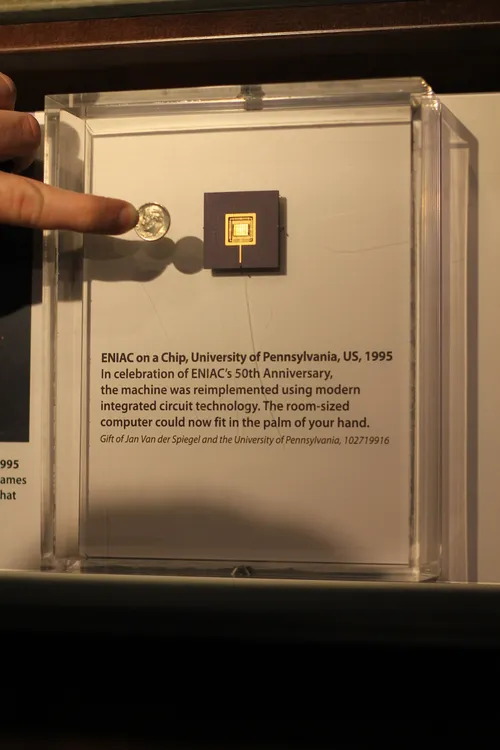 ENIAC on a Chip, University of Pennsylvania, US, 1995
In celebration of ENIAC's 50th Anniversary,
the machine was reimplemented using modern
integrated circuit technology. The room-sized
computer could now fit in the palm of your hand.
Gift of Jan Van der Spiegel and the University of Pennsylvania, 102719916
995
ames
hat